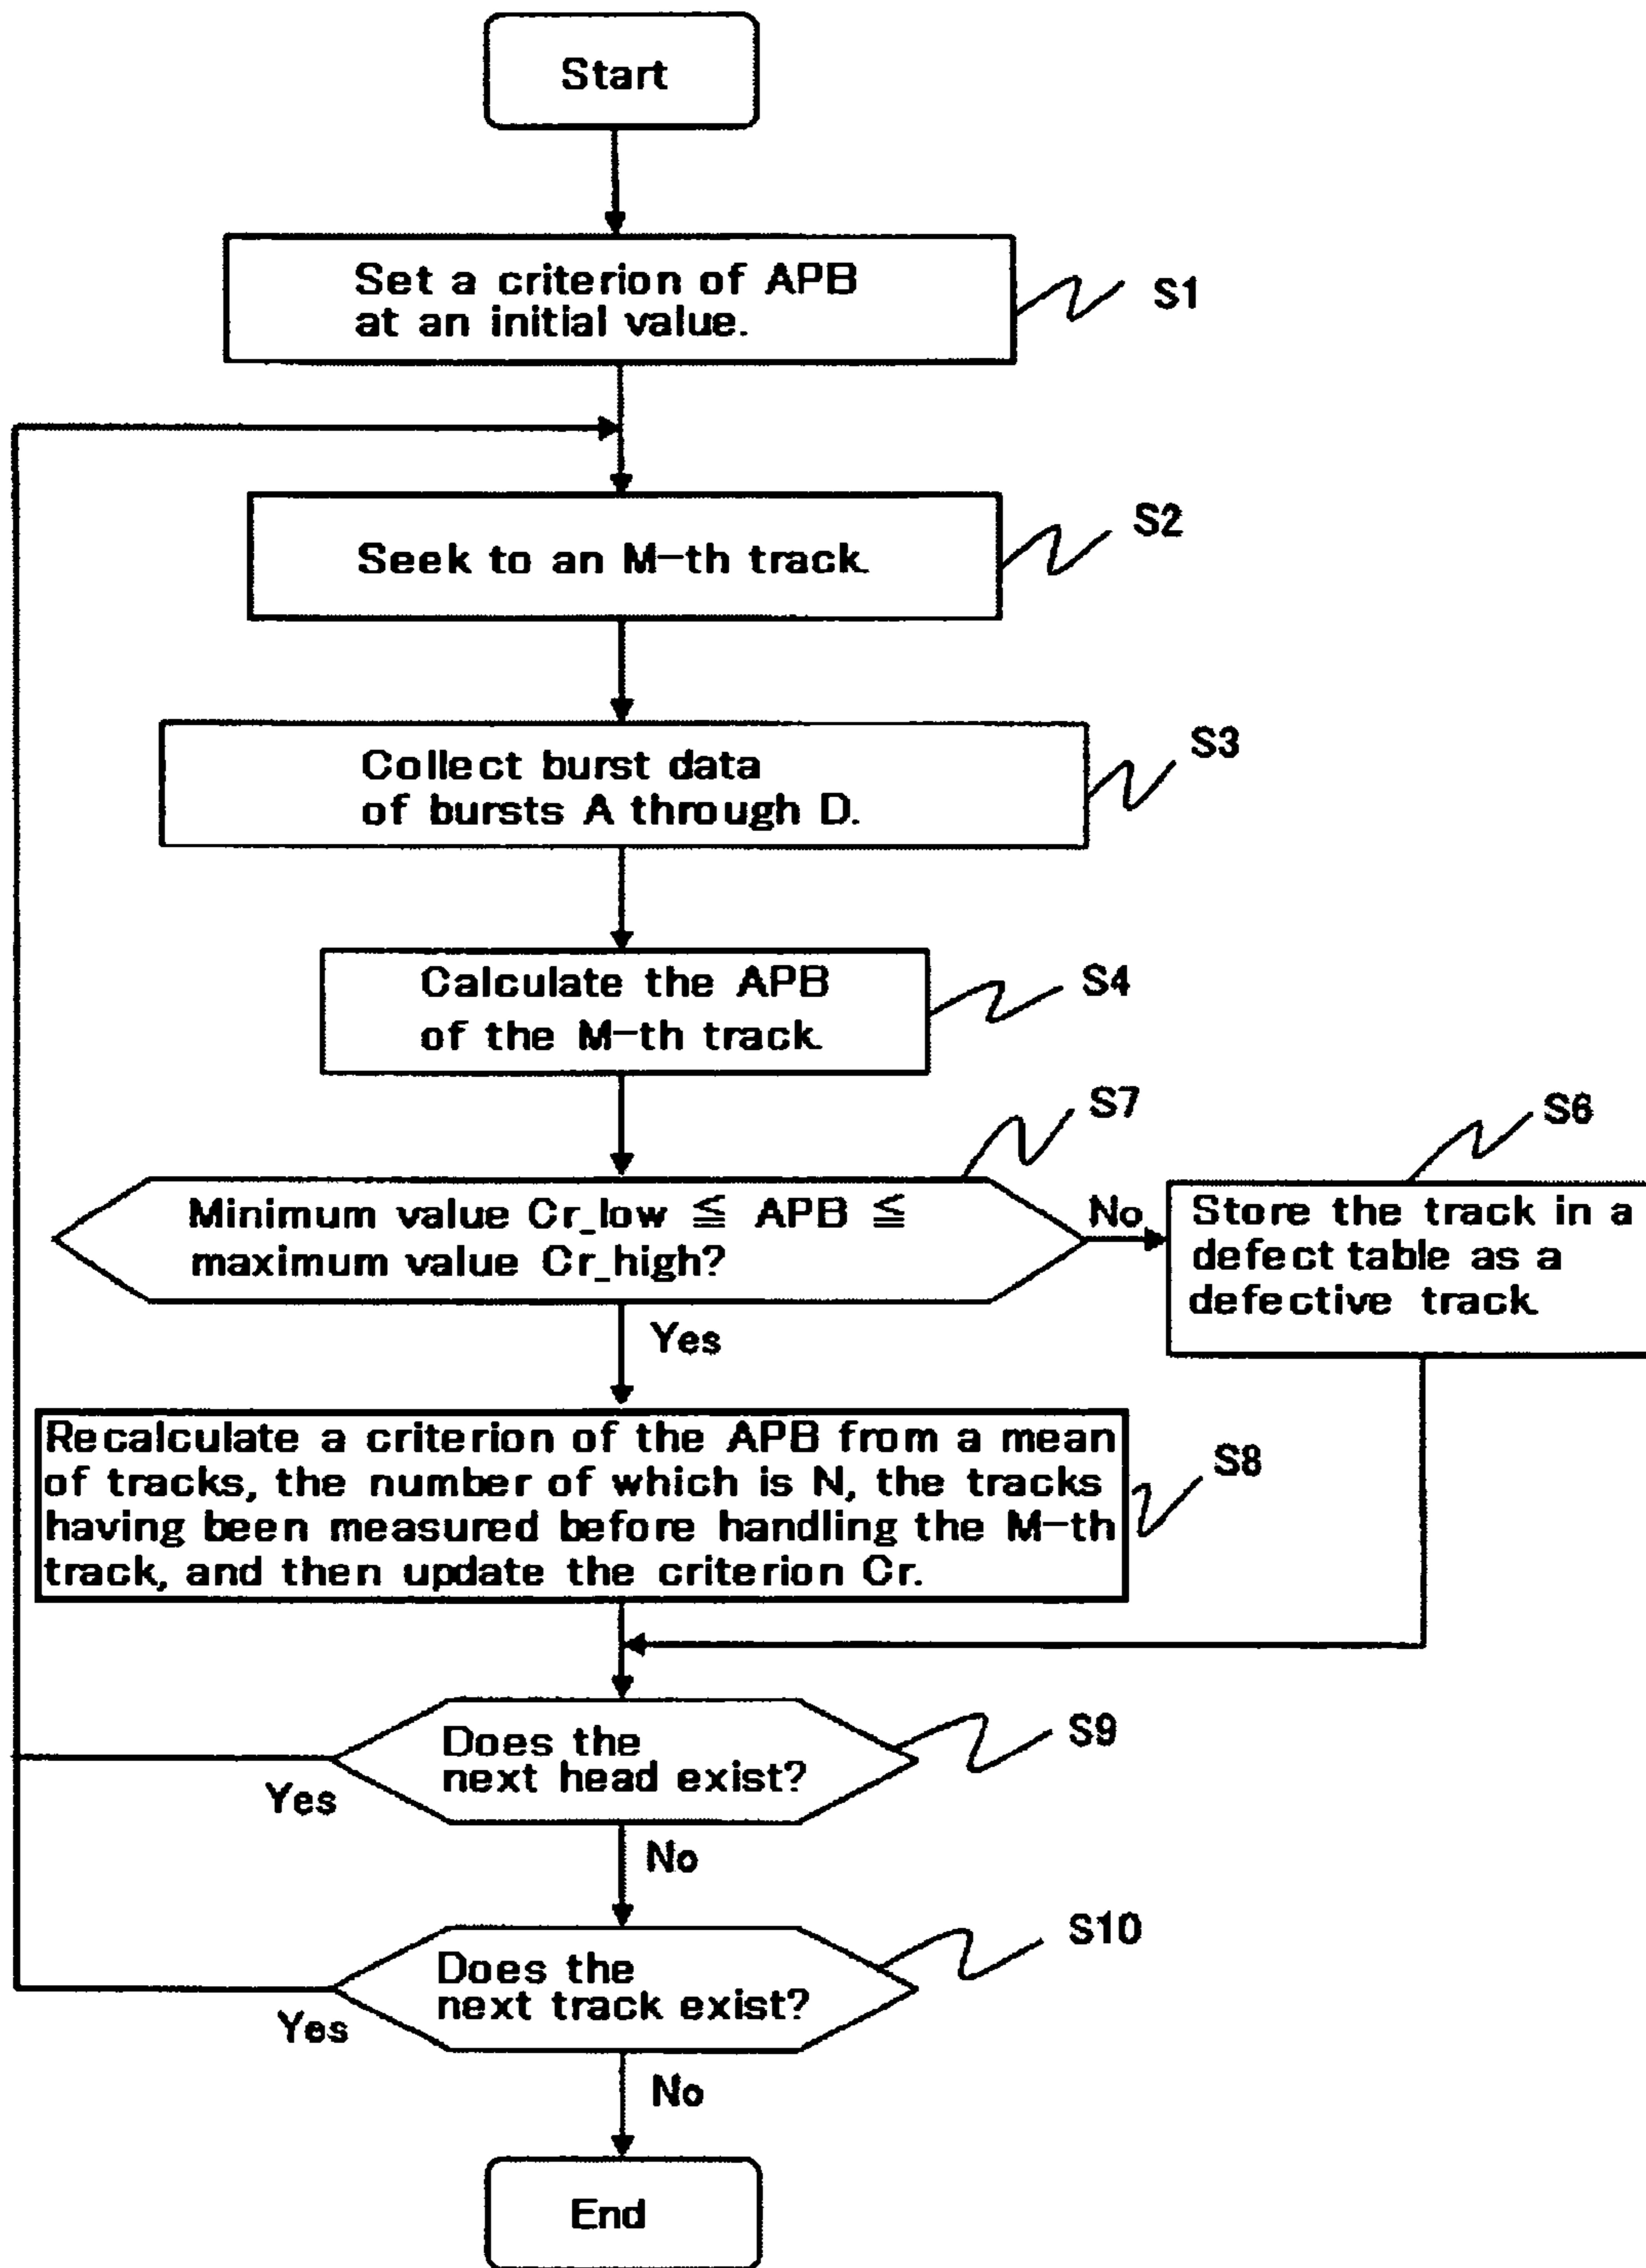 Start
Set a criterion of APB
at an initial value.
S1
Seek to an M-th track.
S2
Collect burst data
of bursts A through D.
S3
Calculate the APB
of the M-th track.
S4
Minimum value Cr_low ≦ APB ≦
maximum value Cr_high?
S7
No
Store the track in a
defect table as a
defective track.
S6
Yes
Recalculate a criterion of the APB from a mean
of tracks, the number of which is N, the tracks
having been measured before handling the M-th
track, and then update the criterion Cr.
S8
Does the
next head exist?
S9
Yes
No
Does the
next track exist?
S10
Yes
No
End